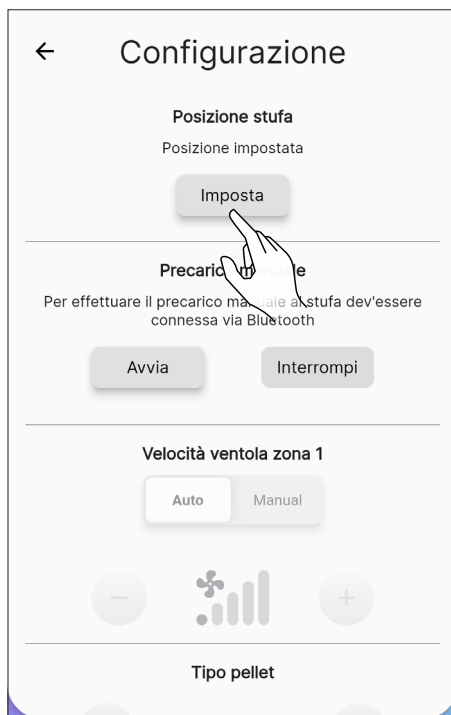 Configurazione
Posizione stufa
Posizione impostata
Imposta
Precarico manuale
Per effettuare il precarico manuale al stufa dev'essere
connessa via Bluetooth
Avvia
Interrompi
Velocità ventola zona 1
Auto
Manual
Tipo pellet